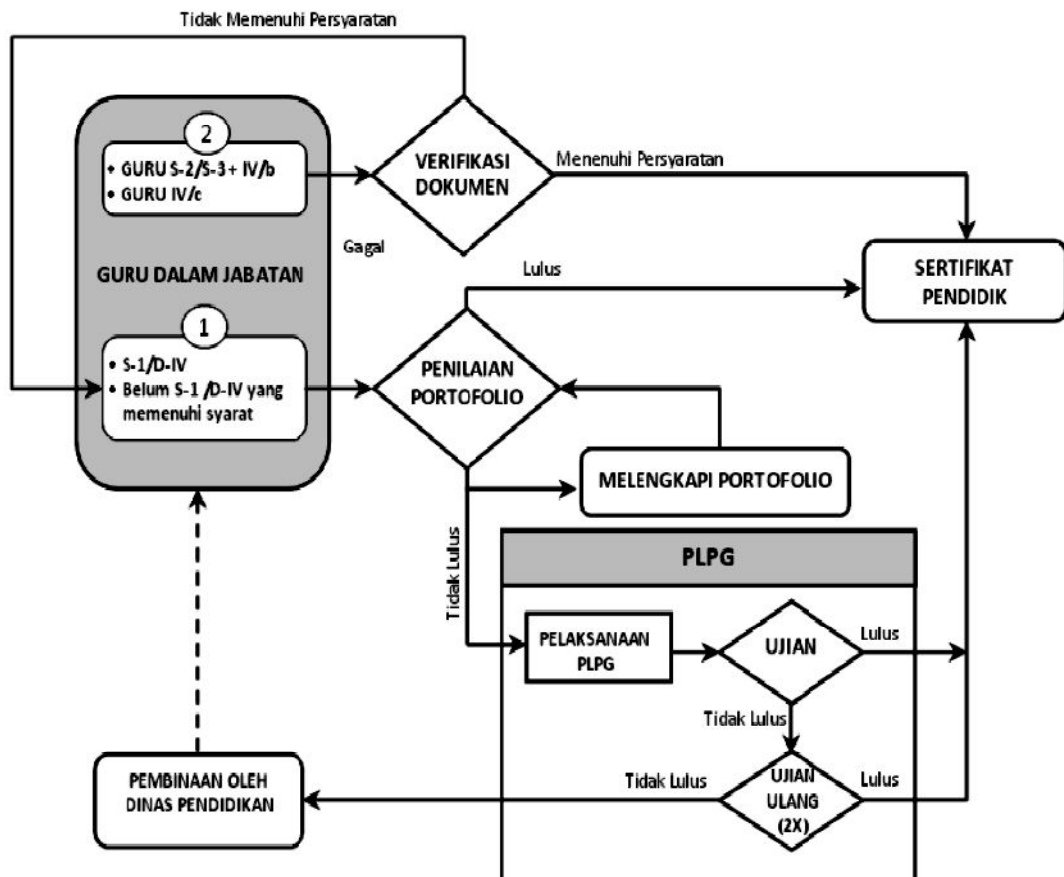 Tidak Memenuhi Persyaratan
2
• GURU S-2/S-3 + IV/b
• GURU IV/c
VERIFIKASI
DOKUMEN
Menenuhi Persyaratan
Gagal
GURU DALAM JABATAN
Lulus
SERTIFIKAT
PENDIDIK
1
• S-1/D-IV
• Belum S-1 /D-IV yang
memenuhi syarat
PENILAIAN
PORTOFOLIO
MELENGKAPI PORTOFOLIO
Tidak Lulus
PLPG
PELAKSANAAN
PLPG
UJIAN
Lulus
Tidak Lulus
PEMBINAAN OLEH
DINAS PENDIDIKAN
Tidak Lulus
UJIAN
ULANG
(2X)
Lulus